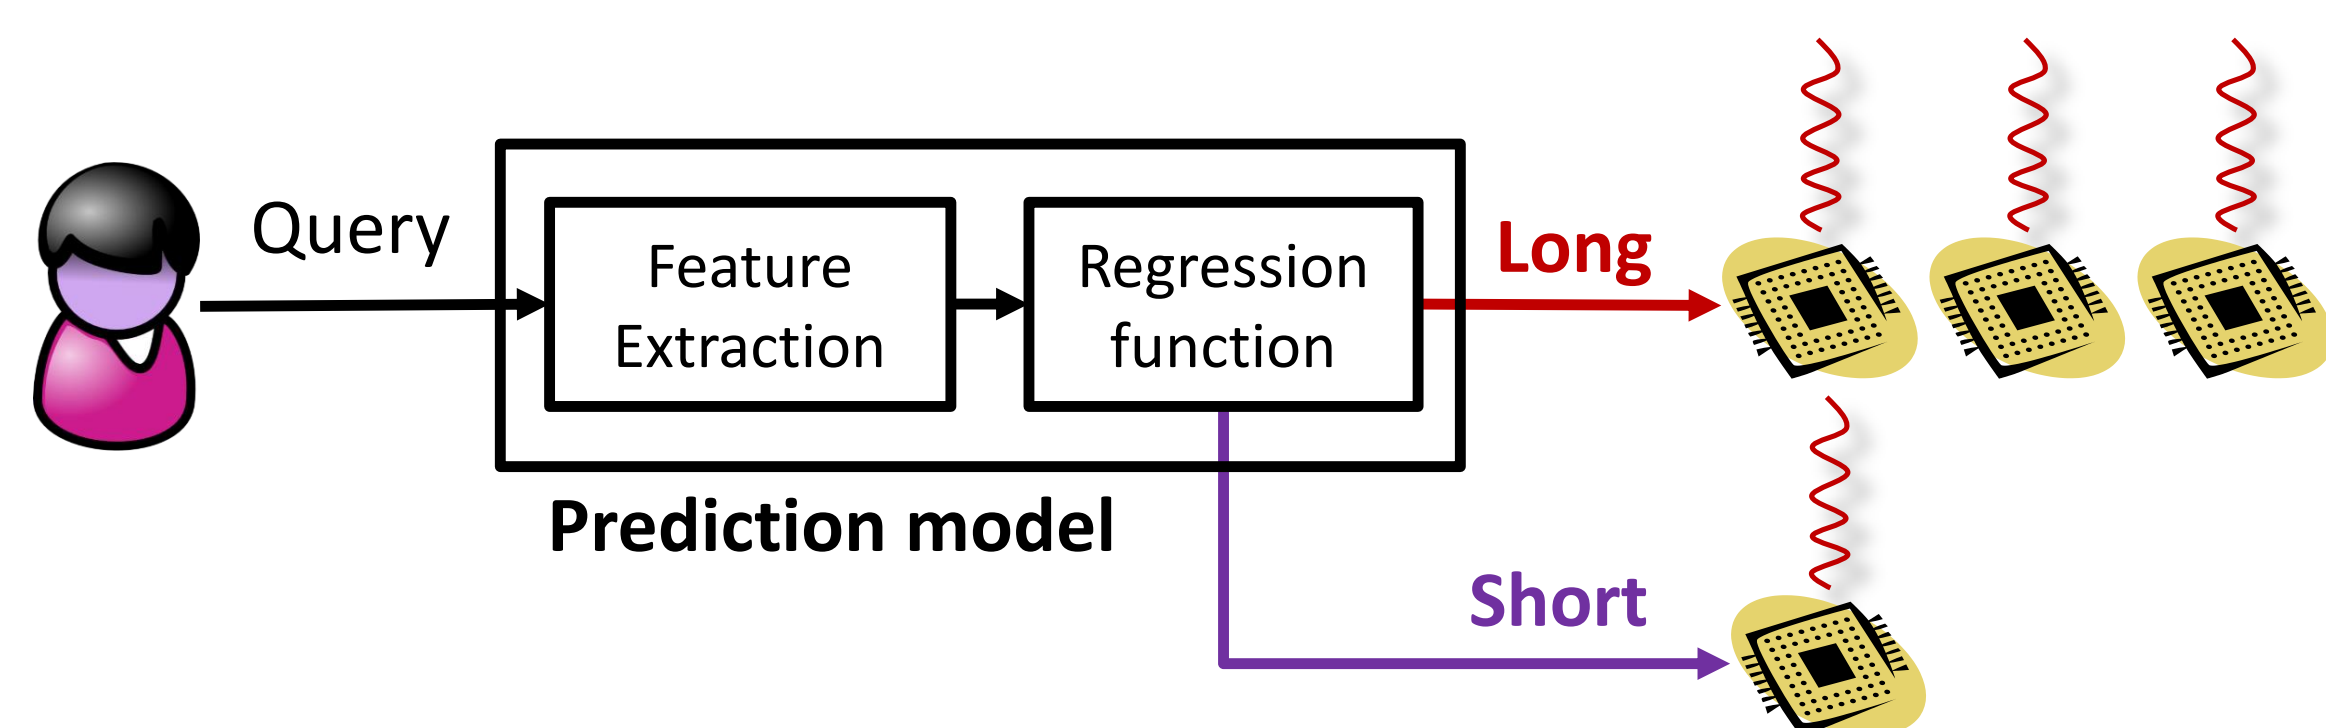 Query
Feature
Extraction
Regression
function
Long
Prediction model
Short